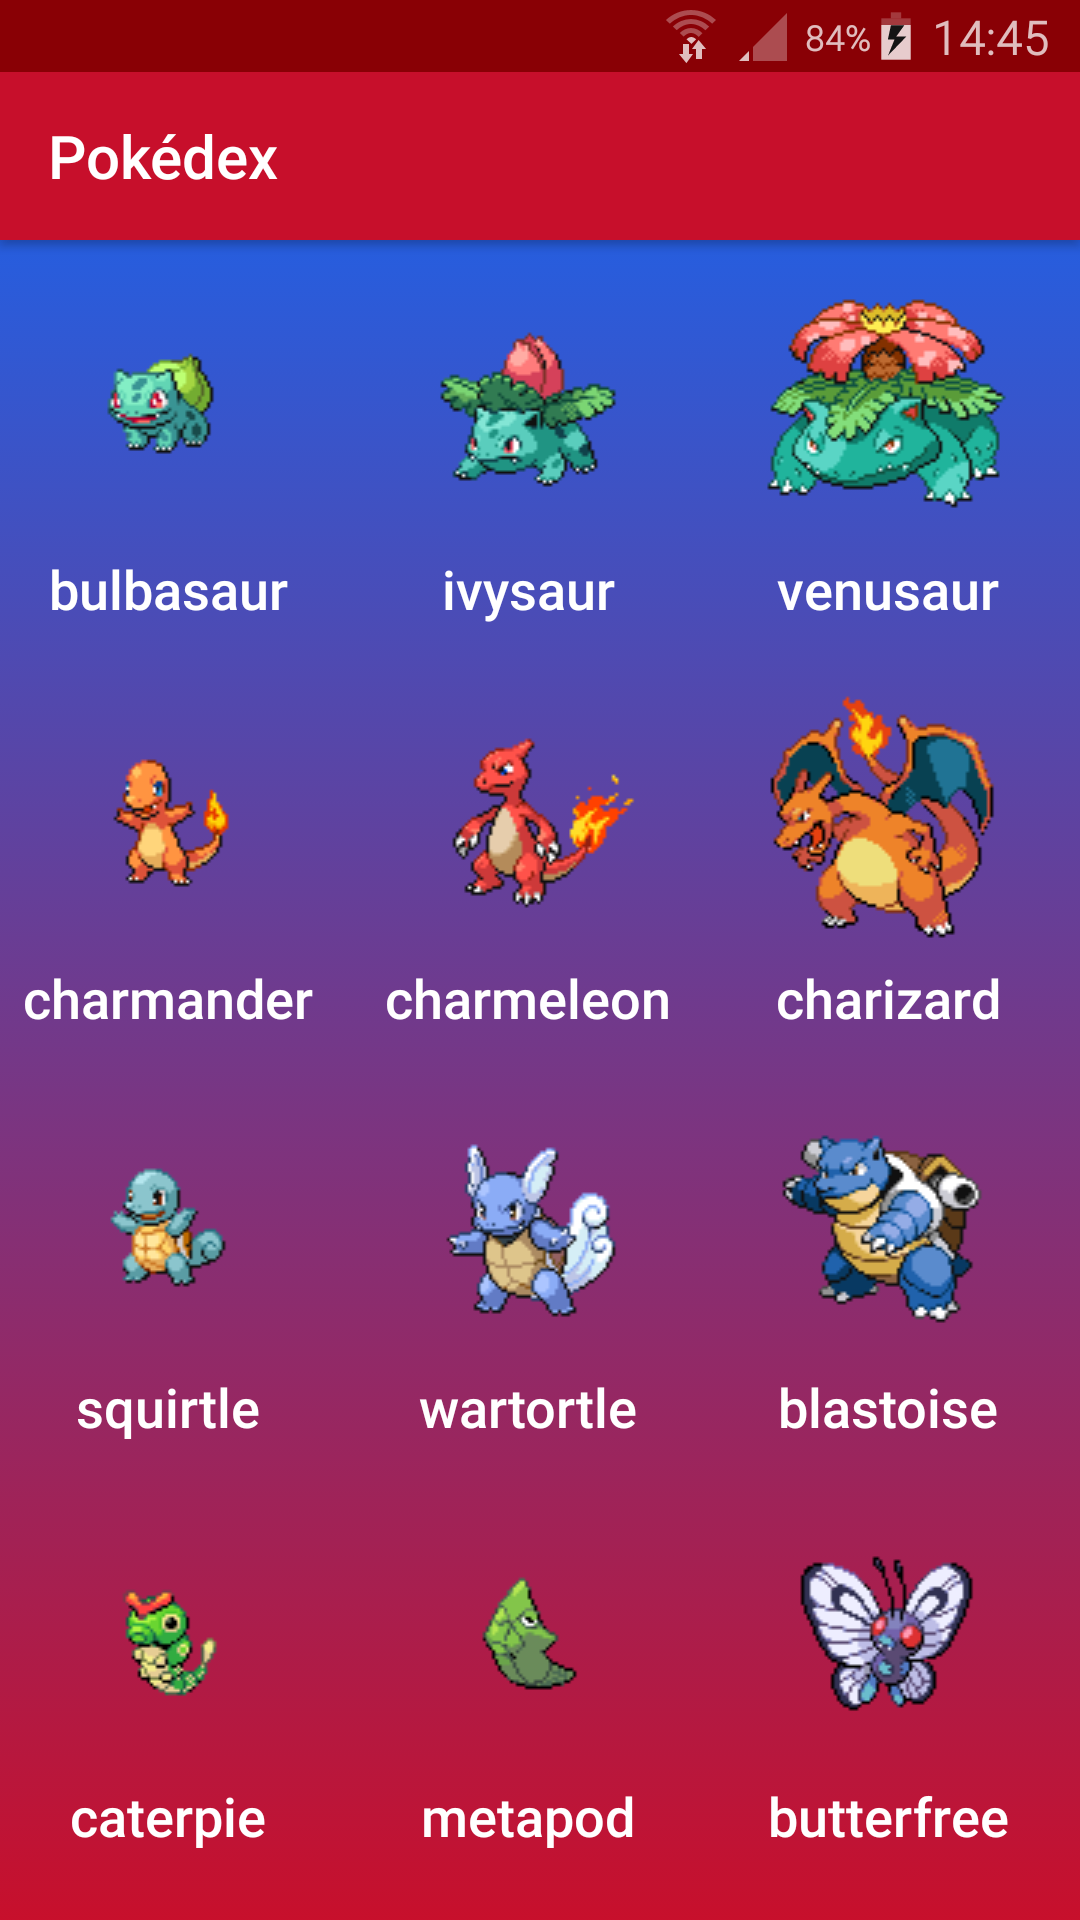 84% 14:45
Pokédex
bulbasaur ivysaur venusaur
charmander charmeleon charizard
squirtle wartortle blastoise
caterpie metapod butterfree